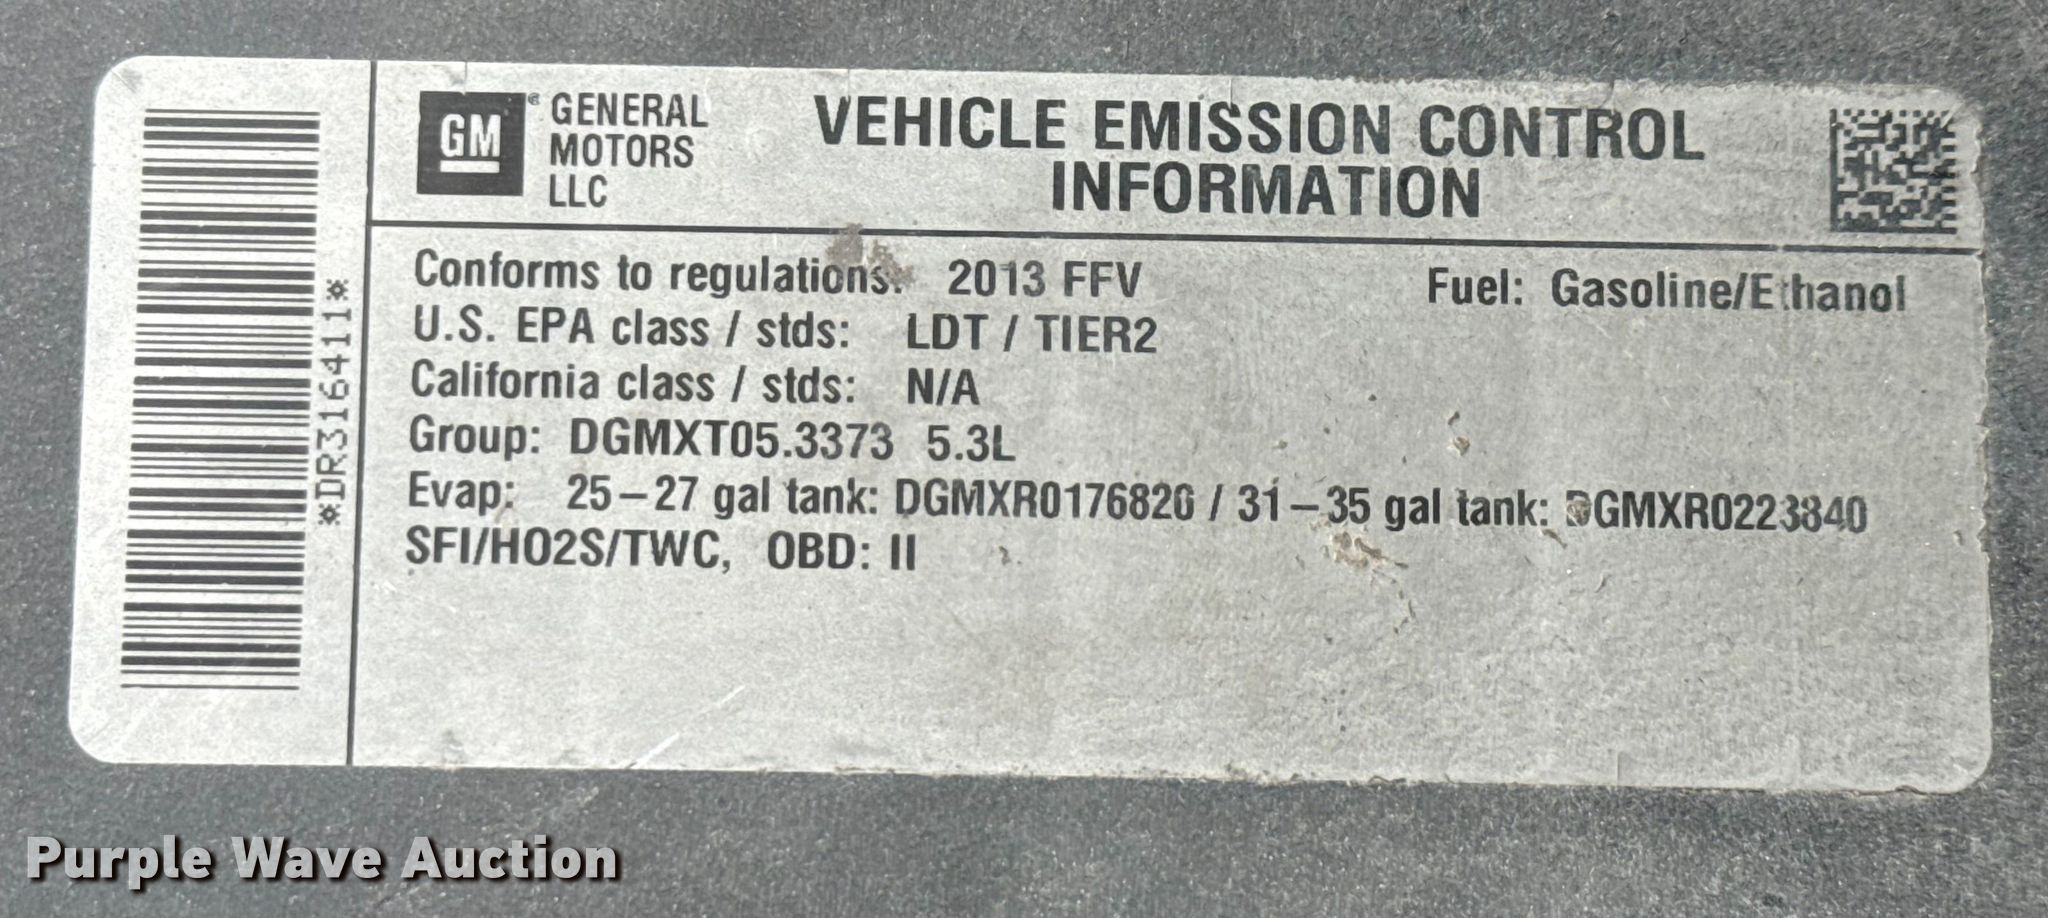 GM
GENERAL
MOTORS
LLC
VEHICLE EMISSION CONTROL
INFORMATION
*DR316411*
Conforms to regulations: 2013 FFV
Fuel: Gasoline/Ethanol
U.S. EPA class / stds: LDT / TIER2
California class / stds: N/A
Group: DGMXT05.3373 5.3L
Evap: 25–27 gal tank: DGMXR0176820 / 31–35 gal tank: DGMXR0223840
SFI/HO2S/TWC, OBD: II
Purple Wave Auction